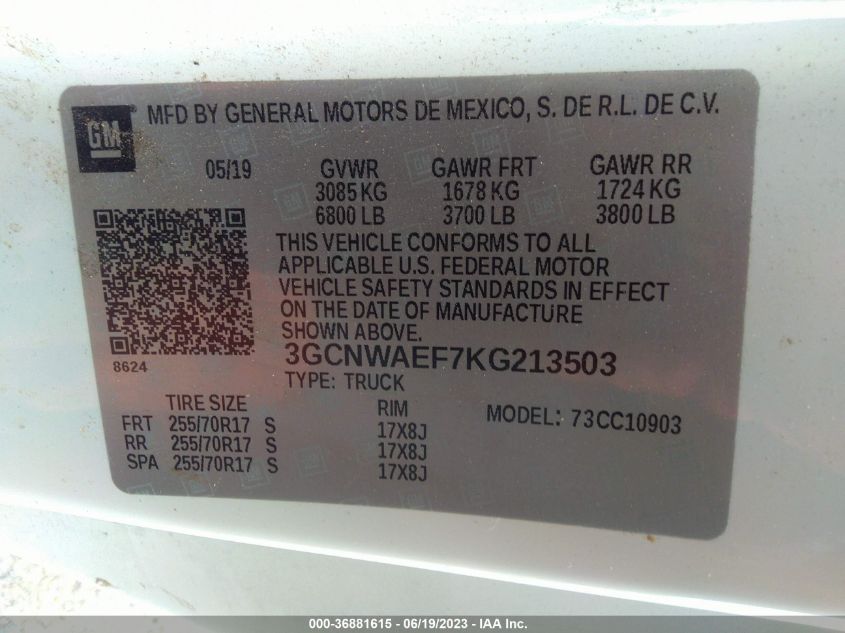 GM
MFD BY GENERAL MOTORS DE MEXICO, S. DE R.L. DE C.V.
05/19 GVWR GAWR FRT GAWR RR
3085 KG 1678 KG 1724 KG
6800 LB 3700 LB 3800 LB
THIS VEHICLE CONFORMS TO ALL
APPLICABLE U.S. FEDERAL MOTOR
VEHICLE SAFETY STANDARDS IN EFFECT
ON THE DATE OF MANUFACTURE
SHOWN ABOVE.
8624
3GCNWAEF7KG213503
TYPE: TRUCK
TIRE SIZE RIM MODEL: 73CC10903
FRT 255/70R17 S 17X8J
RR 255/70R17 S 17X8J
SPA 255/70R17 S 17X8J
000-36881615 - 06/19/2023 - IAA Inc.